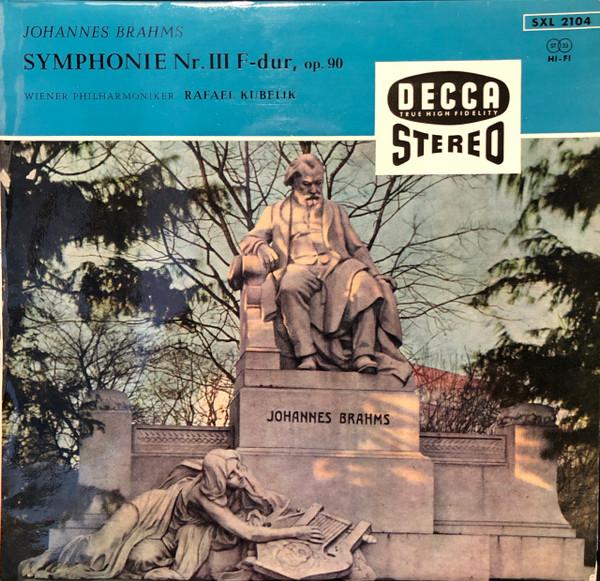 JOHANNES BRAHMS
SYMPHONIE Nr. III F-dur, op. 90
WIENER PHILHARMONIKER RAFAEL KUBELIK
SXL 2104
ST 33
HI-FI
DECCA
TRUE HIGH FIDELITY
STEREO
JOHANNES BRAHMS